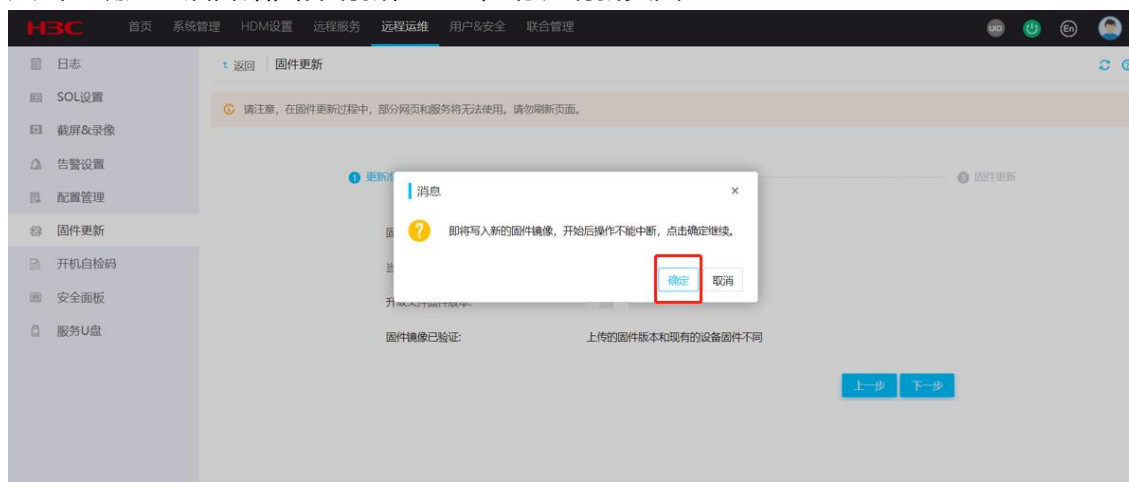 H3C 首页 系统管理 HDM设置 远程服务 远程运维 用户&安全 联合管理 UID En
日志
SOL设置
截屏&录像
告警设置
配置管理
固件更新
开机自检码
安全面板
服务U盘
返回 固件更新
请注意,在固件更新过程中,部分网页和服务将无法使用。请勿刷新页面。
1 更新准 3 固件更新
消息 ×
即将写入新的固件镜像,开始后操作不能中断,点击确定继续。
确定 取消
固件镜像已验证: 上传的固件版本和现有的设备固件不同
上一步 下一步